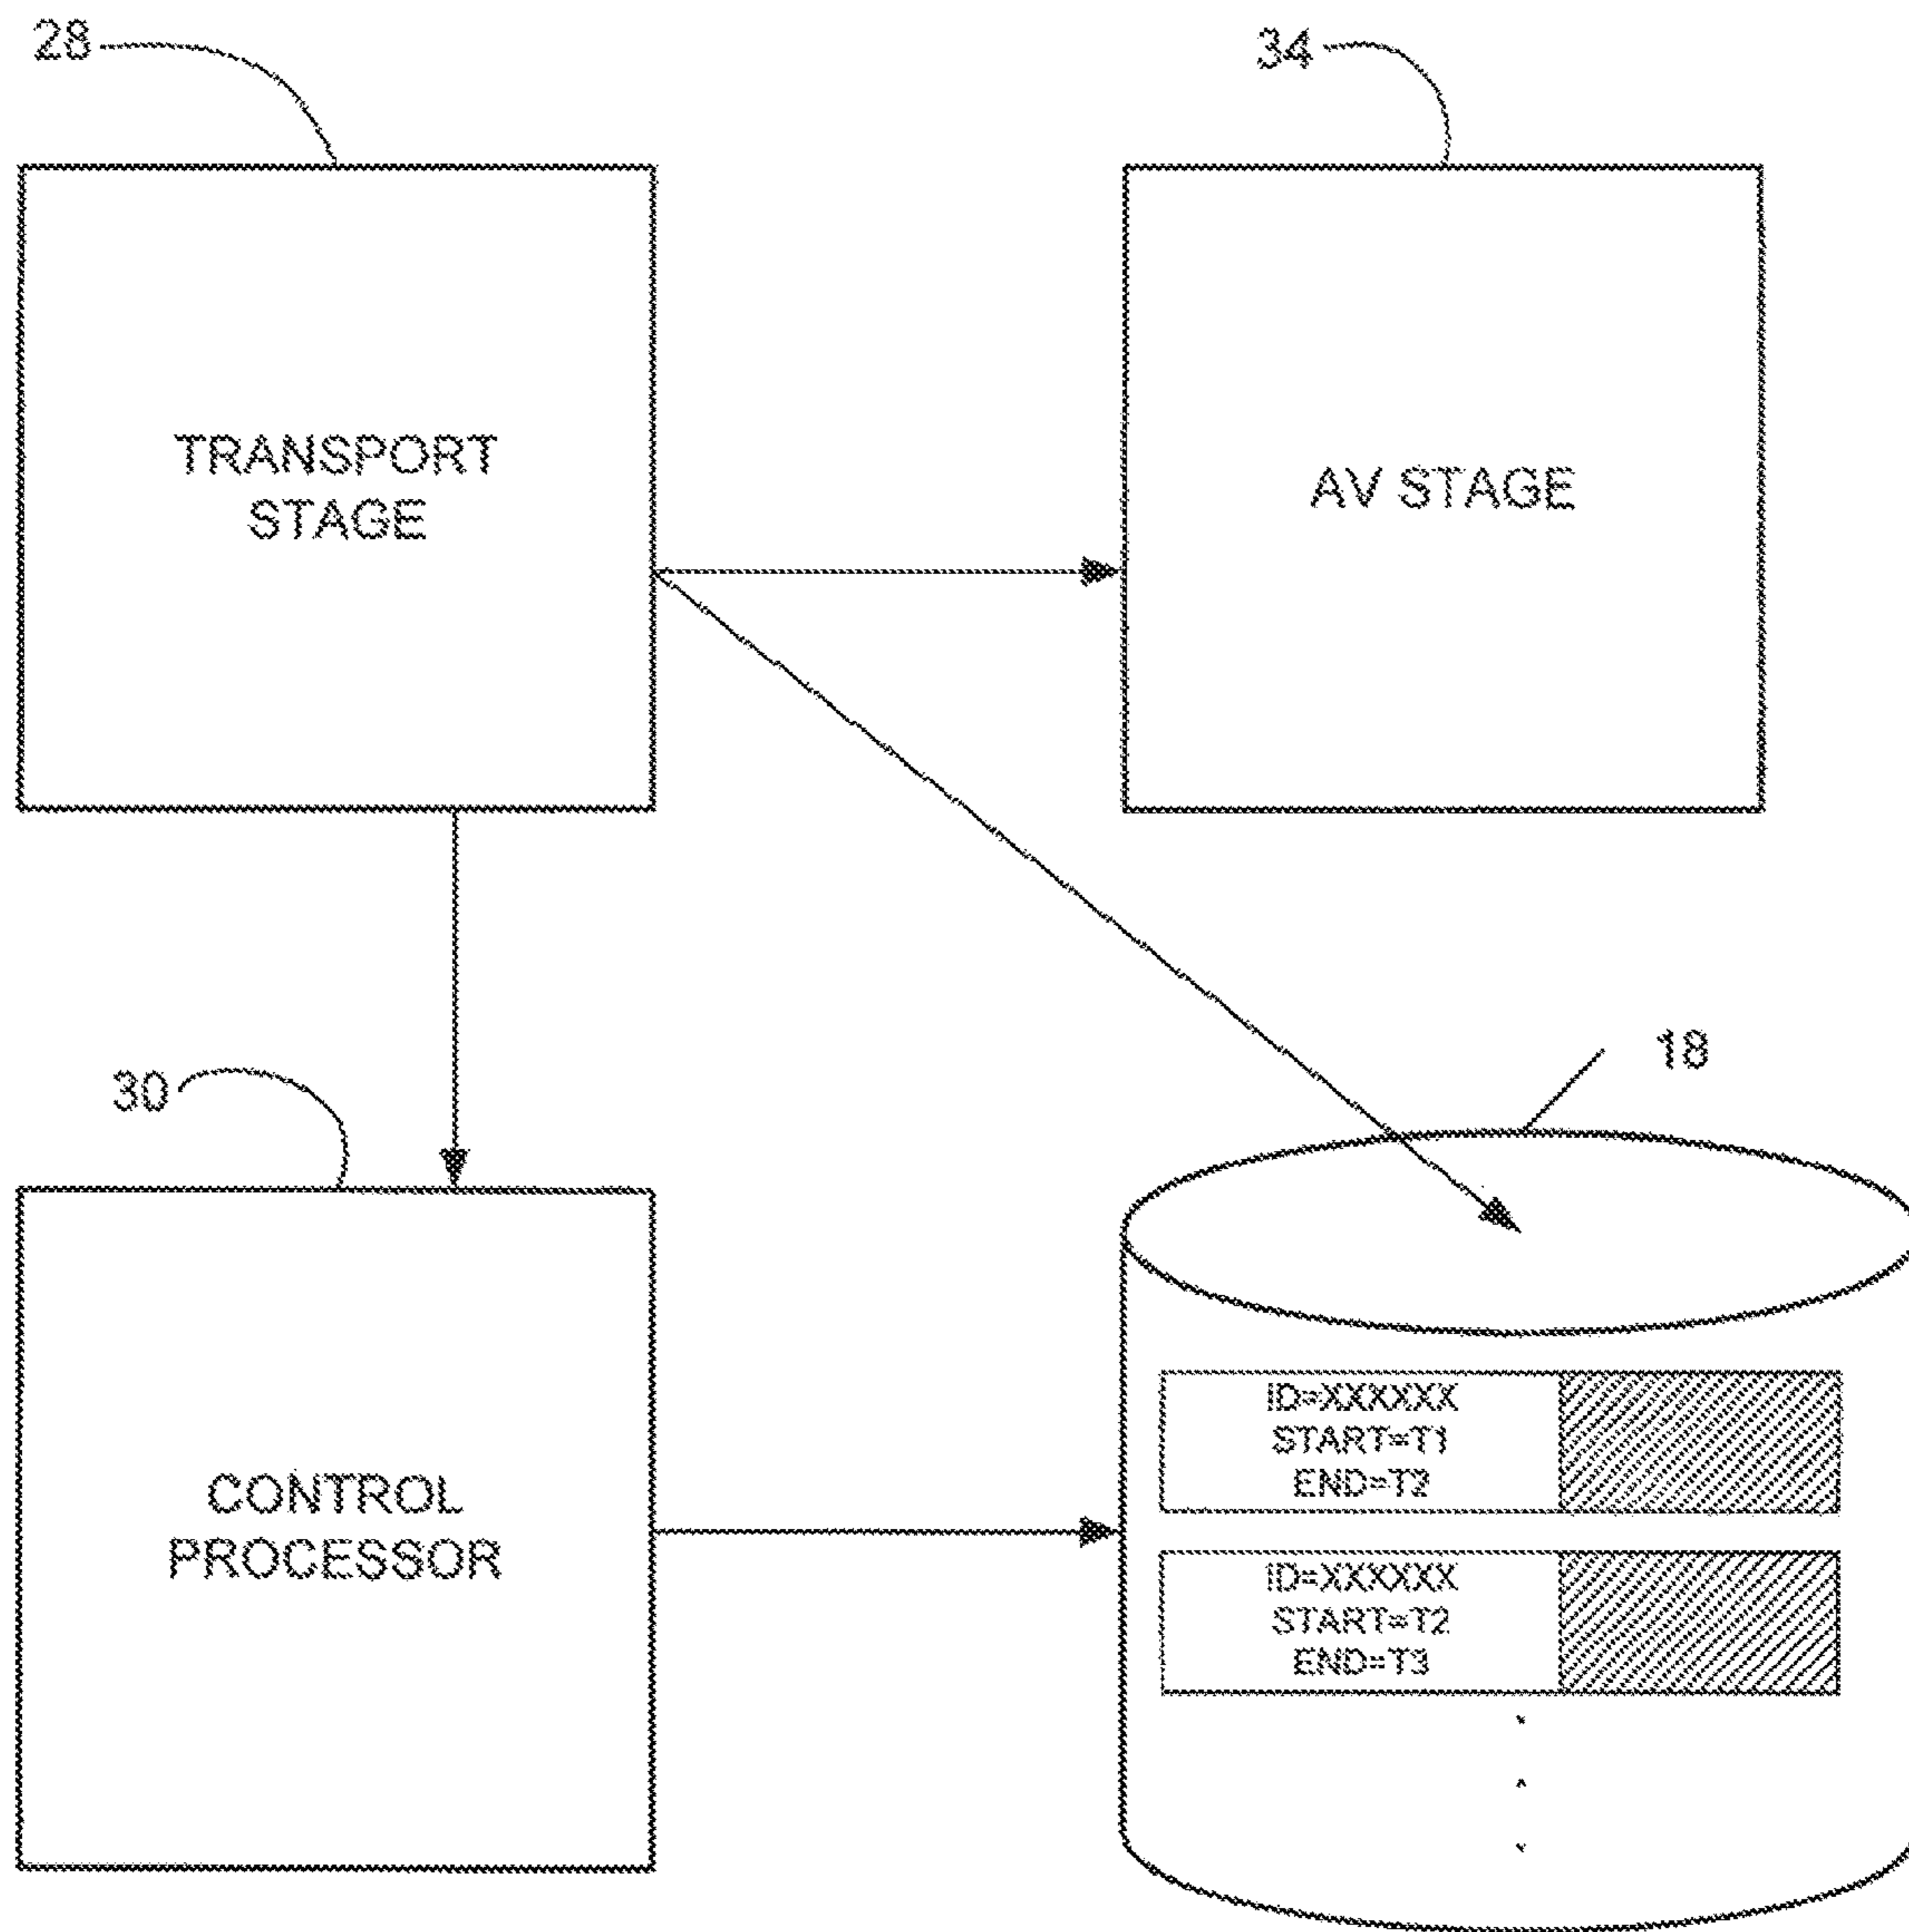 28
34
TRANSPORT
STAGE
AV STAGE
30
18
CONTROL
PROCESSOR
ID=XXXXXX
START=T1
END=T2
ID=XXXXXX
START=T2
END=T3